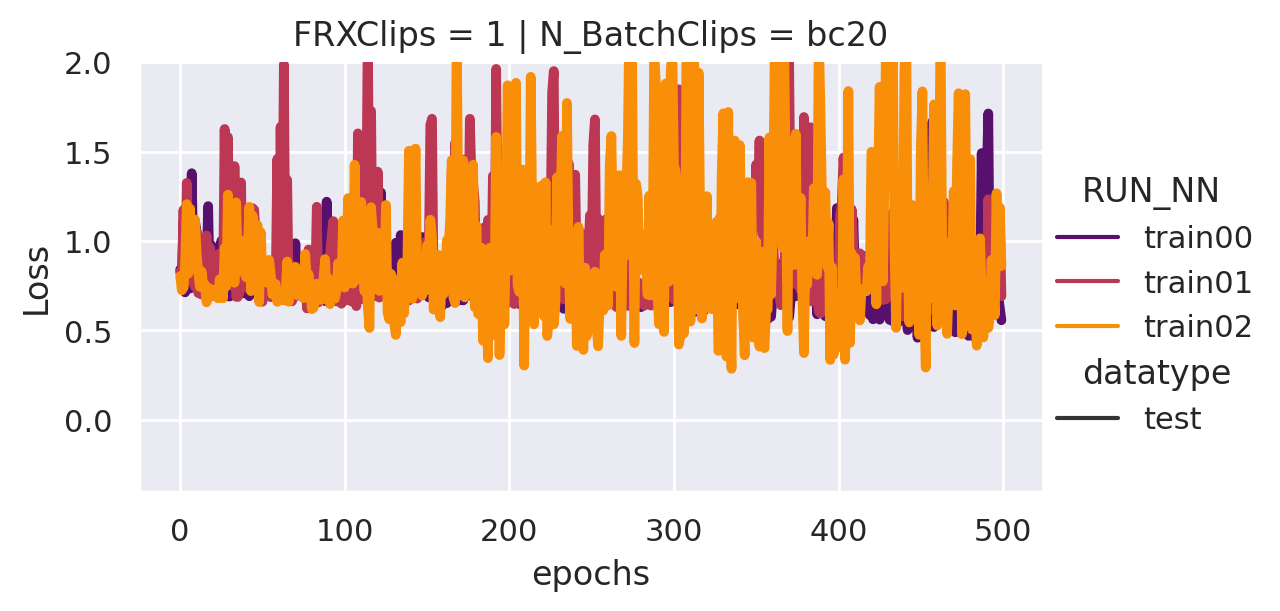 FRXClips = 1 | N_BatchClips = bc20
2.0
1.5
1.0
0.5
0.0
Loss
0 100 200 300 400 500
epochs
RUN_NN
train00
train01
train02
datatype
test